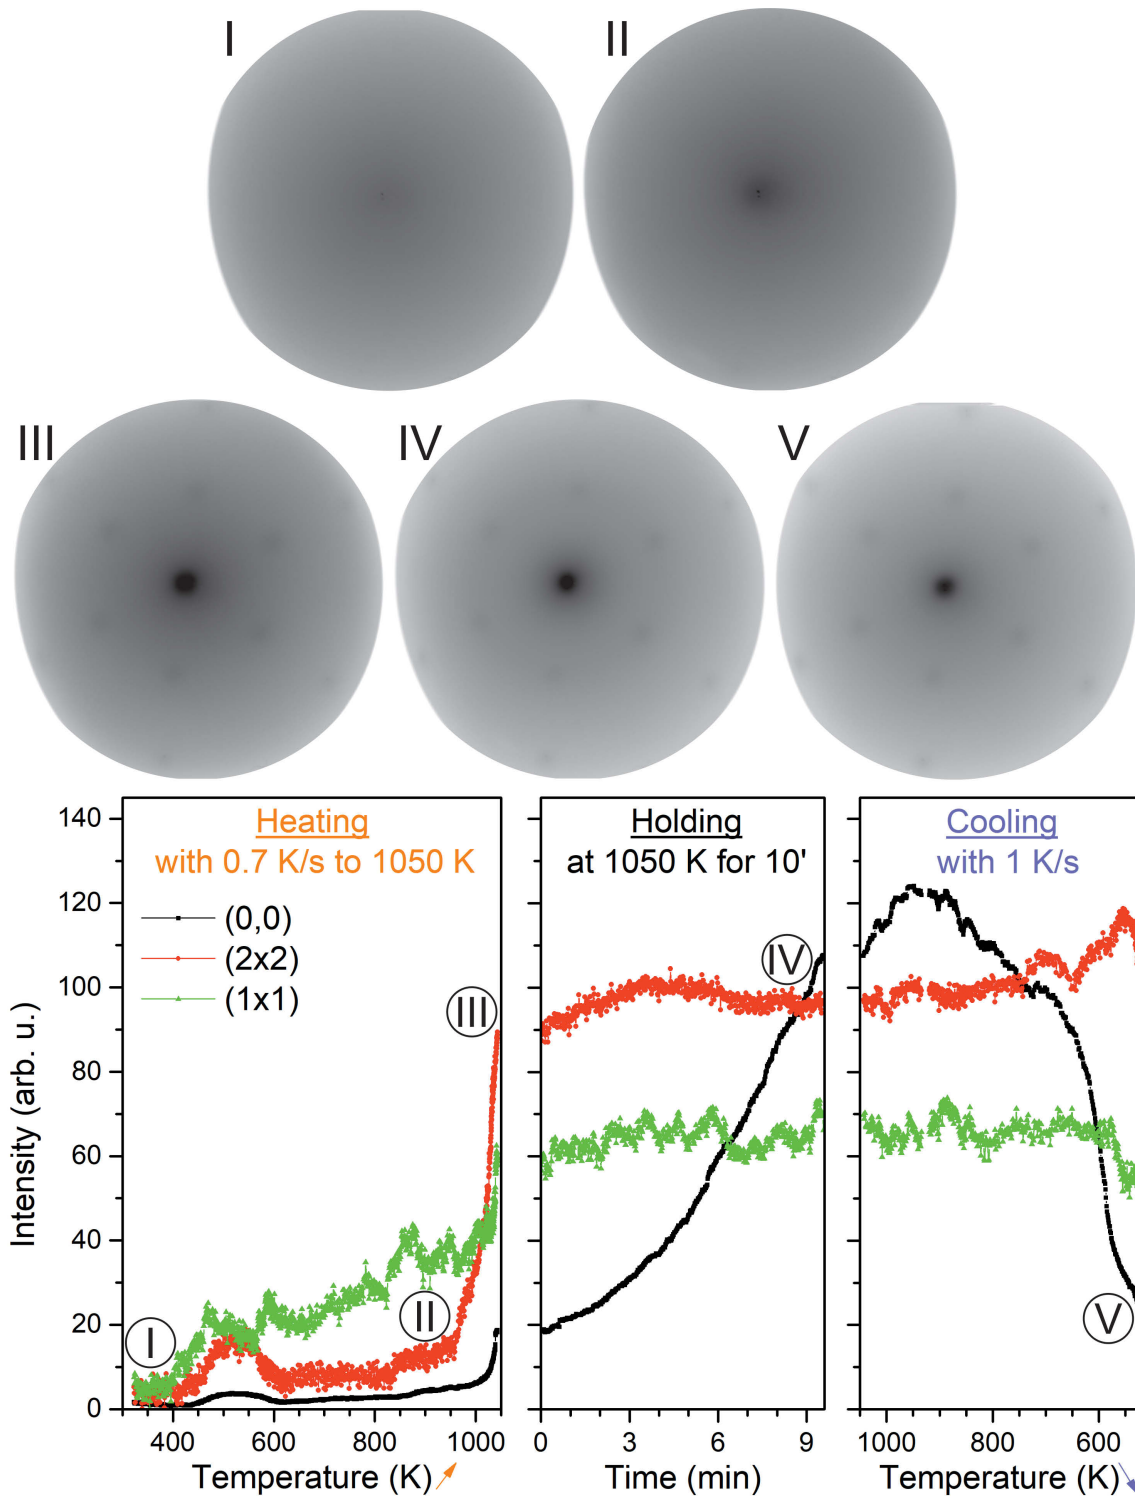 I
II
III
IV
V
Intensity (arb. u.)
140
120
100
80
60
40
20
0
Heating
with 0.7 K/s to 1050 K
(0,0)
(2x2)
(1x1)
III
I
II
400
600
800
1000
Temperature (K)
Holding
at 1050 K for 10'
IV
0
3
6
9
Time (min)
Cooling
with 1 K/s
V
1000
800
600
Temperature (K)